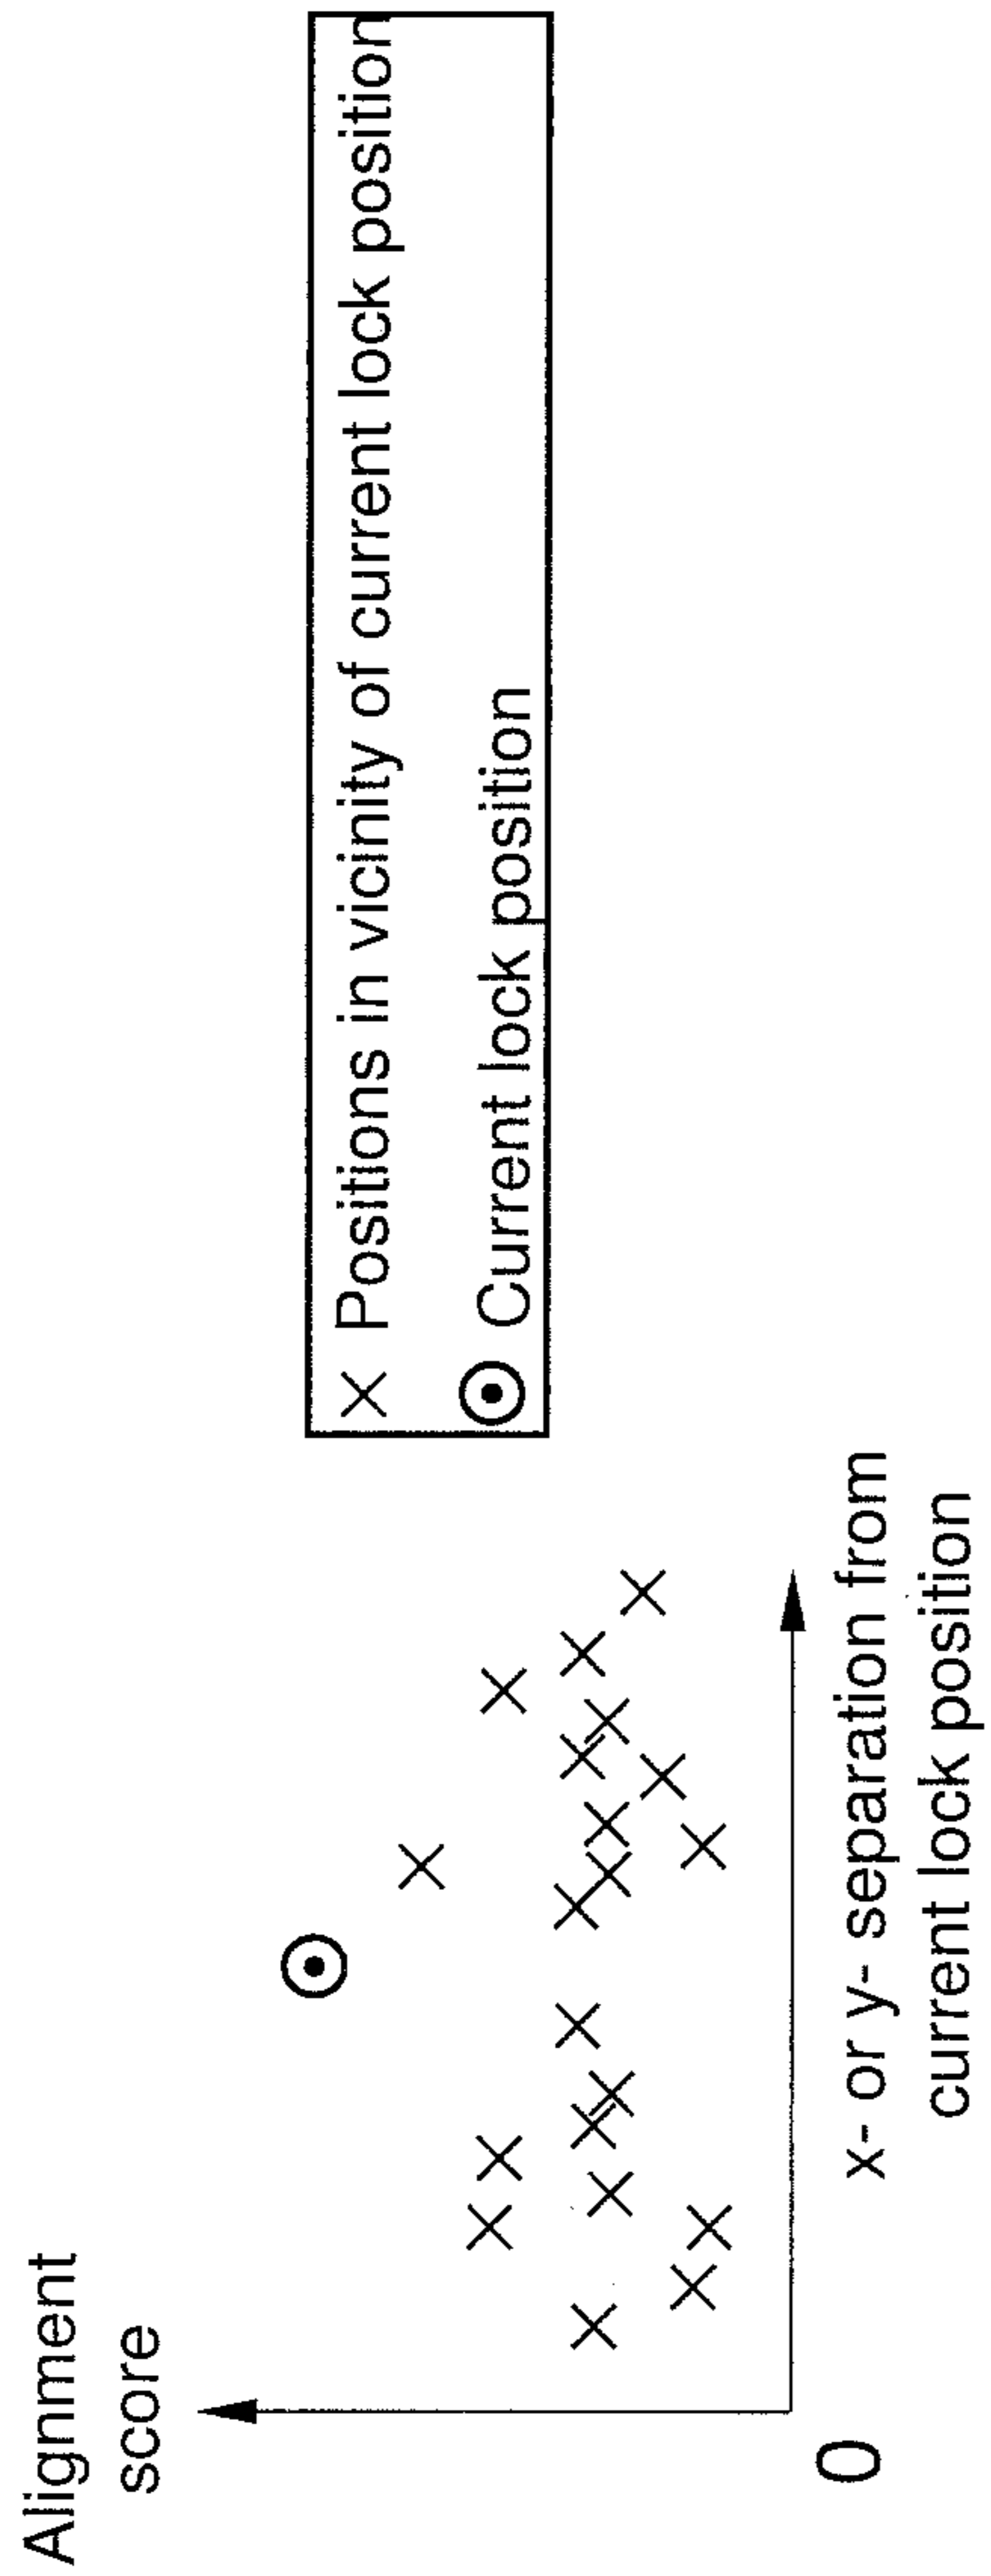 Alignment
score
0
x- or y- separation from
current lock position
Positions in vicinity of current lock position
Current lock position